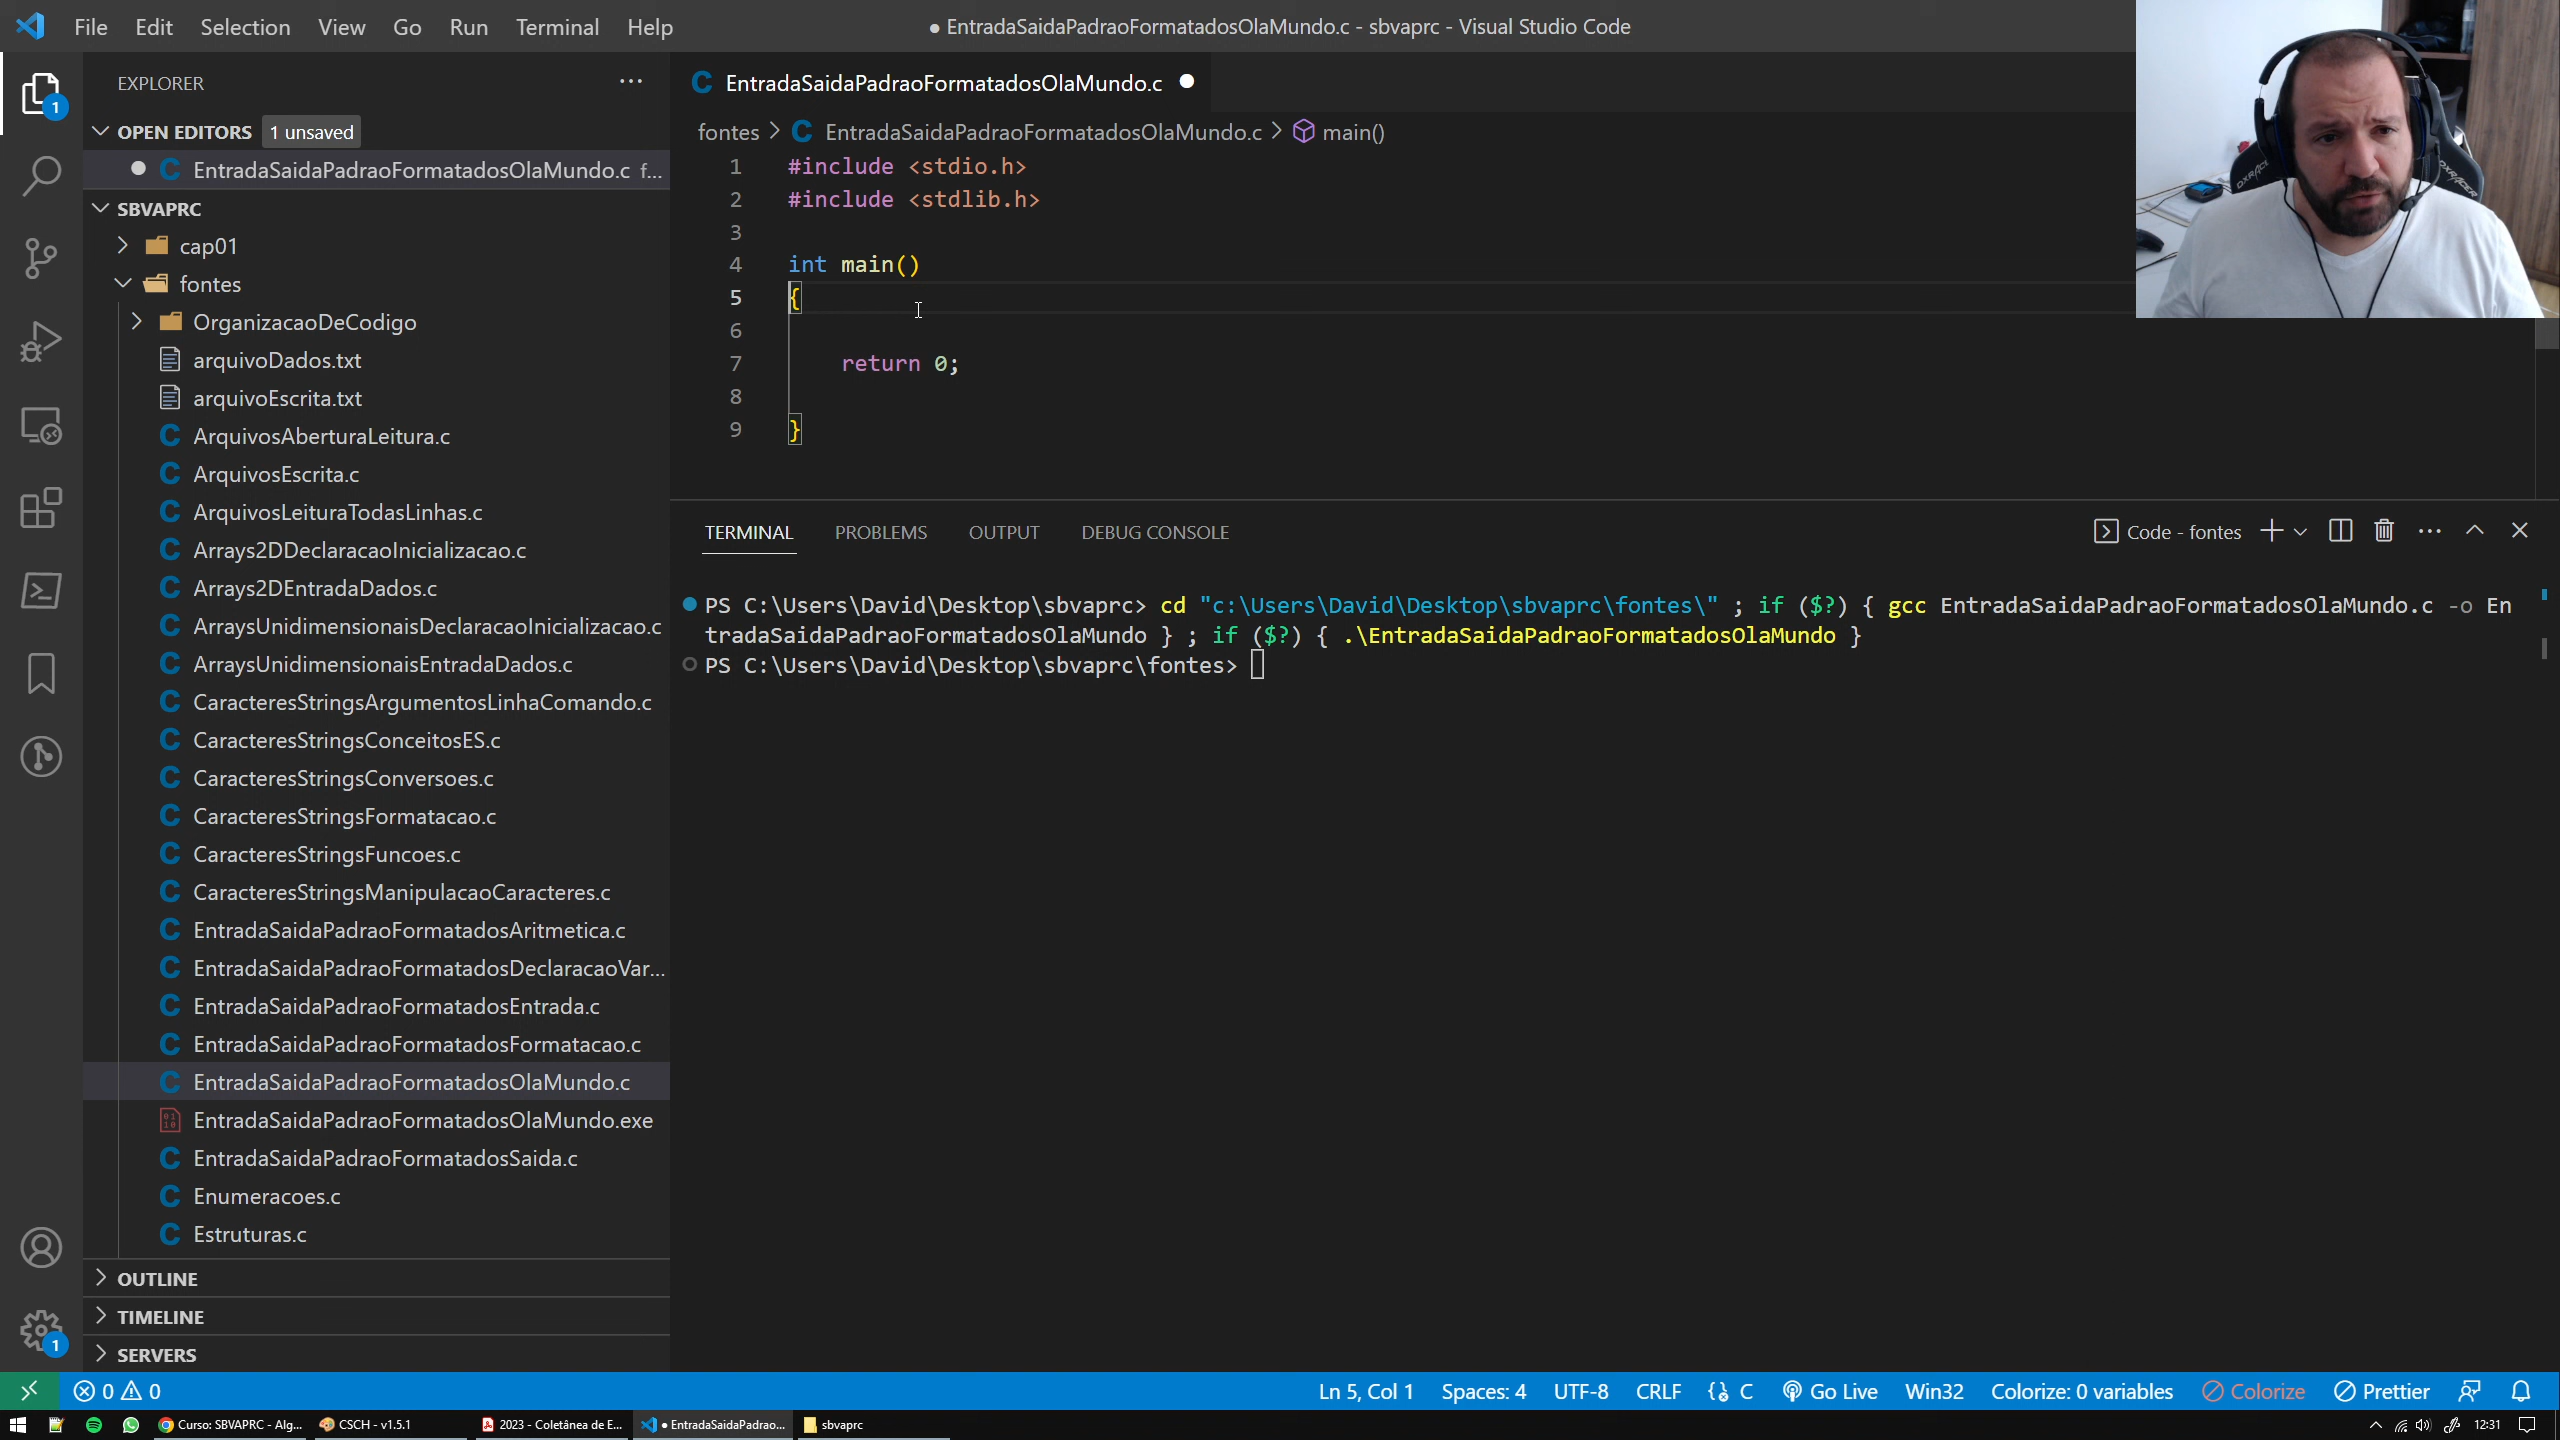 File Edit Selection View Go Run Terminal Help
● EntradaSaidaPadraoFormatadosOlaMundo.c - sbvaprc - Visual Studio Code
EXPLORER
OPEN EDITORS 1 unsaved
EntradaSaidaPadraoFormatadosOlaMundo.c f...
SBVAPRC
cap01
fontes
OrganizacaoDeCodigo
arquivoDados.txt
arquivoEscrita.txt
ArquivosAberturaLeitura.c
ArquivosEscrita.c
ArquivosLeituraTodasLinhas.c
Arrays2DDeclaracaoInicializacao.c
Arrays2DEntradaDados.c
ArraysUnidimensionaisDeclaracaoInicializacao.c
ArraysUnidimensionaisEntradaDados.c
CaracteresStringsArgumentosLinhaComando.c
CaracteresStringsConceitosES.c
CaracteresStringsConversoes.c
CaracteresStringsFormatacao.c
CaracteresStringsFuncoes.c
CaracteresStringsManipulacaoCaracteres.c
EntradaSaidaPadraoFormatadosAritmetica.c
EntradaSaidaPadraoFormatadosDeclaracaoVar...
EntradaSaidaPadraoFormatadosEntrada.c
EntradaSaidaPadraoFormatadosFormatacao.c
EntradaSaidaPadraoFormatadosOlaMundo.c
EntradaSaidaPadraoFormatadosOlaMundo.exe
EntradaSaidaPadraoFormatadosSaida.c
Enumeracoes.c
Estruturas.c
OUTLINE
TIMELINE
SERVERS
1
1
EntradaSaidaPadraoFormatadosOlaMundo.c
fontes > EntradaSaidaPadraoFormatadosOlaMundo.c > main()
1 #include <stdio.h>
2 #include <stdlib.h>
3
4 int main()
5 {
6
7 return 0;
8
9 }
DXRACER
DXRACER
TERMINAL PROBLEMS OUTPUT DEBUG CONSOLE
Code - fontes
PS C:\Users\David\Desktop\sbvaprc> cd "c:\Users\David\Desktop\sbvaprc\fontes\" ; if ($?) { gcc EntradaSaidaPadraoFormatadosOlaMundo.c -o En
tradaSaidaPadraoFormatadosOlaMundo } ; if ($?) { .\EntradaSaidaPadraoFormatadosOlaMundo }
PS C:\Users\David\Desktop\sbvaprc\fontes>
0 0 Ln 5, Col 1 Spaces: 4 UTF-8 CRLF {} C Go Live Win32 Colorize: 0 variables Colorize Prettier
Curso: SBVAPRC - Alg... CSCH - v1.5.1 2023 - Coletânea de E... ● EntradaSaidaPadrao... sbvaprc 12:31